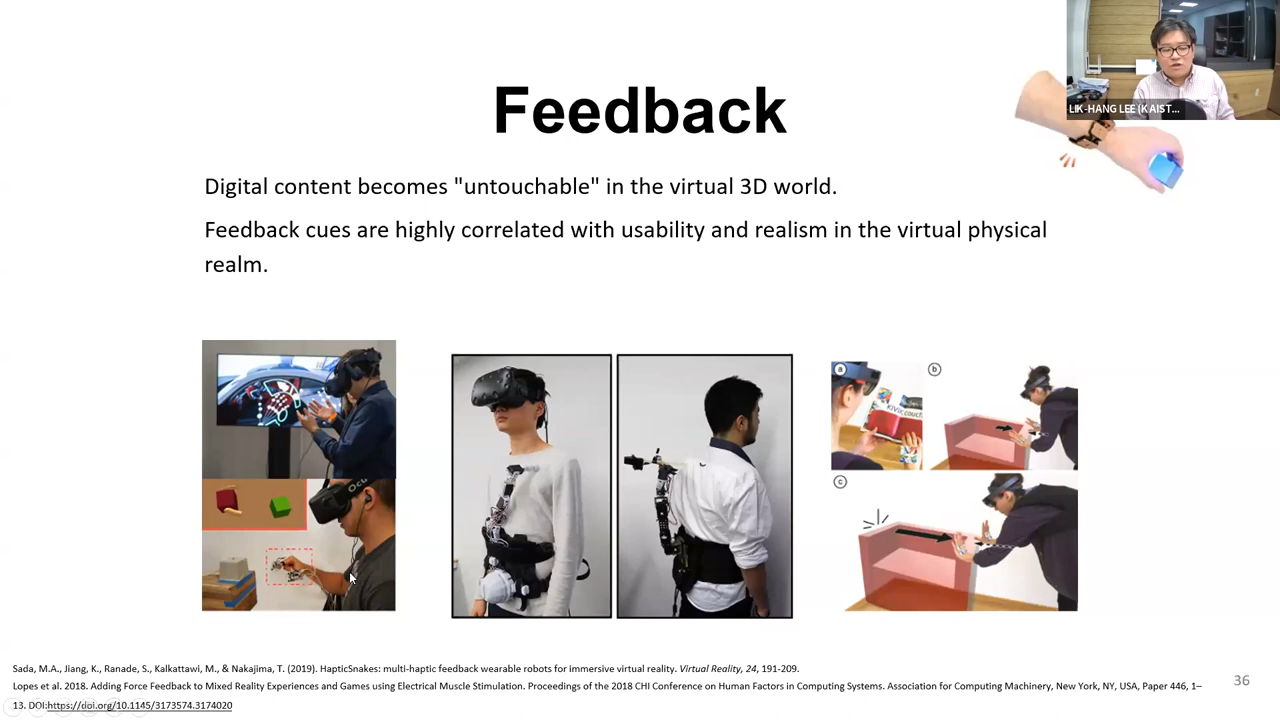 LIK-HANG LEE (KAIST...
Feedback
Digital content becomes "untouchable" in the virtual 3D world.
Feedback cues are highly correlated with usability and realism in the virtual physical
realm.
a
b
KIVIK couch
c
Sada, M.A., Jiang, K., Ranade, S., Kalkattawi, M., & Nakajima, T. (2019). HapticSnakes: multi-haptic feedback wearable robots for immersive virtual reality. Virtual Reality, 24, 191-209.
Lopes et al. 2018. Adding Force Feedback to Mixed Reality Experiences and Games using Electrical Muscle Stimulation. Proceedings of the 2018 CHI Conference on Human Factors in Computing Systems. Association for Computing Machinery, New York, NY, USA, Paper 446, 1–
13. DOI:https://doi.org/10.1145/3173574.3174020
36